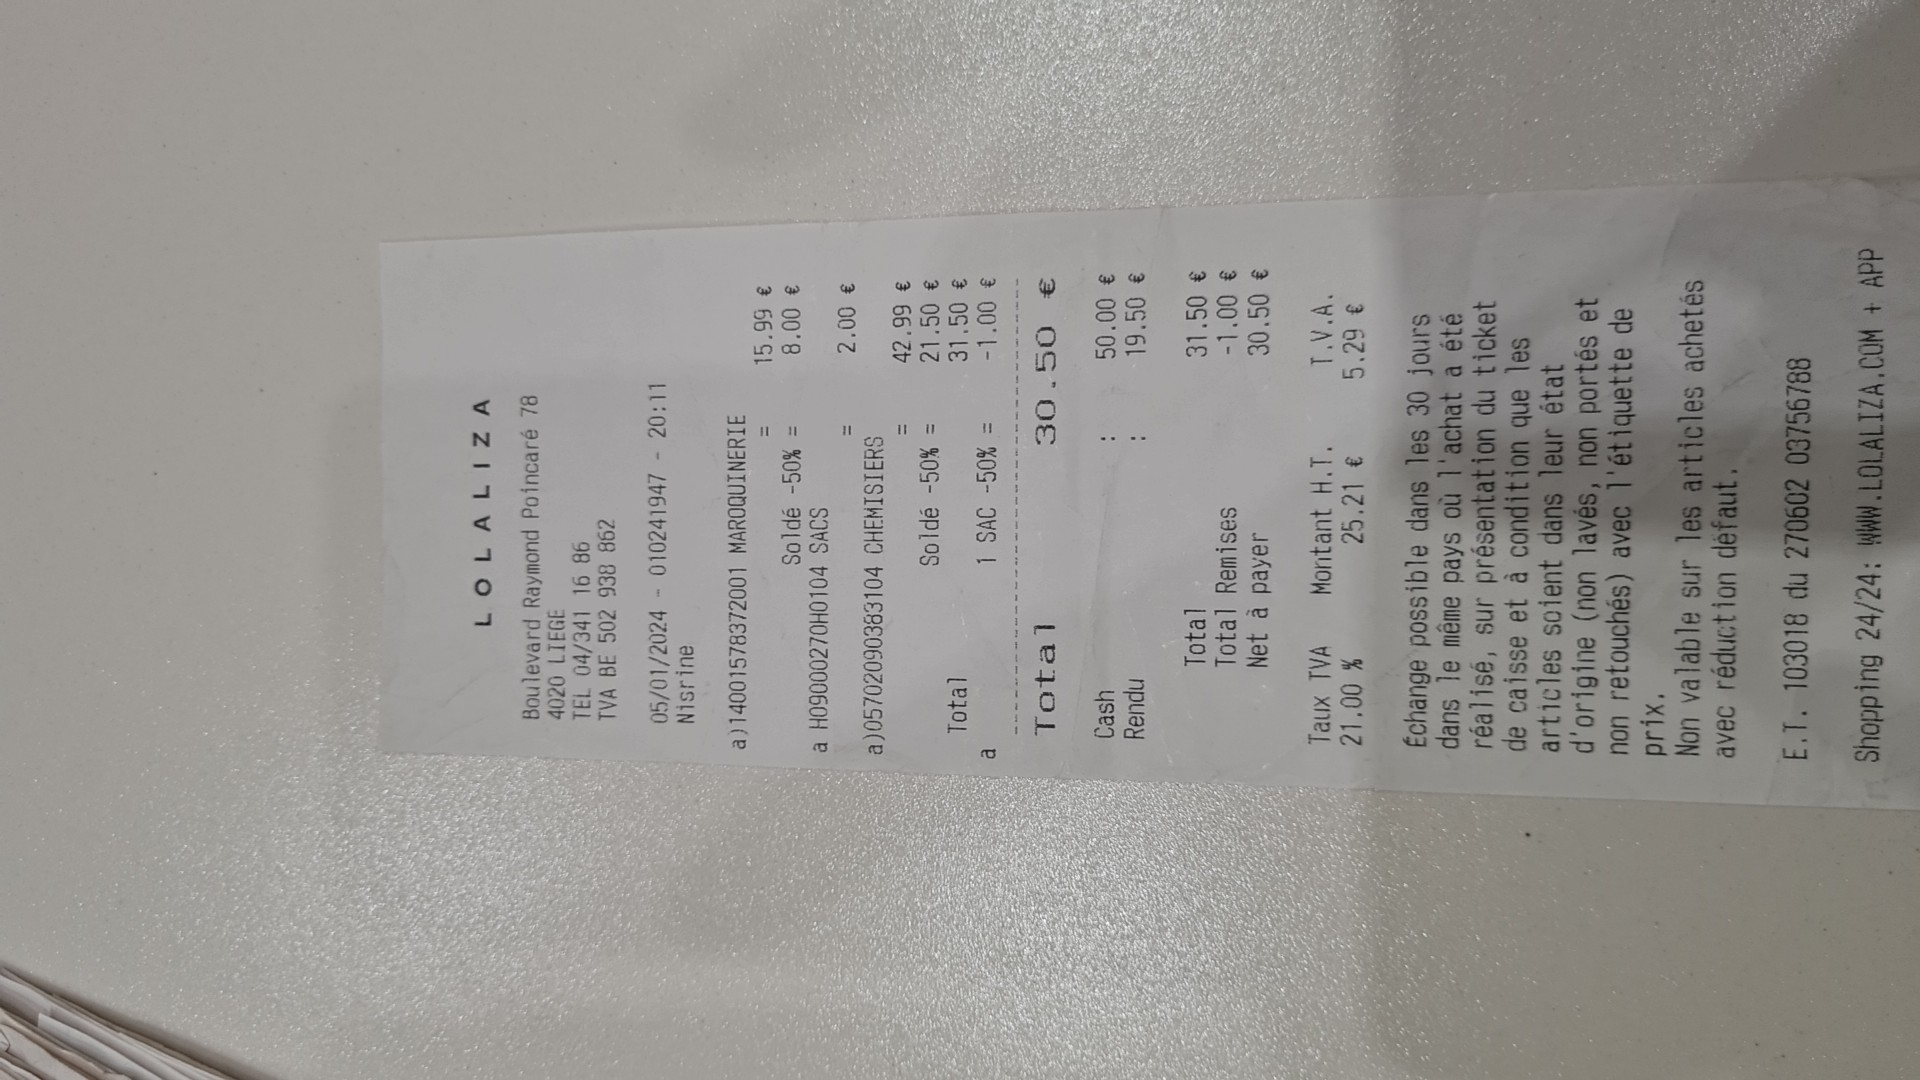 LOLALIZA
Boulevard Raymond Poincaré 78
4020 LIEGE
TEL 04/341 16 86
TVA BE 502 938 862
05/01/2024 - 010241947 - 20:11
Nisrine
a)14001578372001 MAROQUINERIE
= 15.99 €
Soldé -50% = 8.00 €
a H09000270H0104 SACS
= 2.00 €
a)05702090383104 CHEMISIERS
= 42.99 €
Soldé -50% = 21.50 €
Total 31.50 €
a 1 SAC -50% = -1.00 €
Total 30.50 €
Cash : 50.00 €
Rendu : 19.50 €
Total 31.50 €
Total Remises -1.00 €
Net à payer 30.50 €
Taux TVA Montant H.T. T.V.A.
21.00 % 25.21 € 5.29 €
Échange possible dans les 30 jours
dans le même pays où l'achat a été
réalisé, sur présentation du ticket
de caisse et à condition que les
articles soient dans leur état
d'origine (non lavés, non portés et
non retouchés) avec l'étiquette de
prix.
Non valable sur les articles achetés
avec réduction défaut.
E.T. 103018 du 270602 03756788
Shopping 24/24: WWW.LOLALIZA.COM + APP